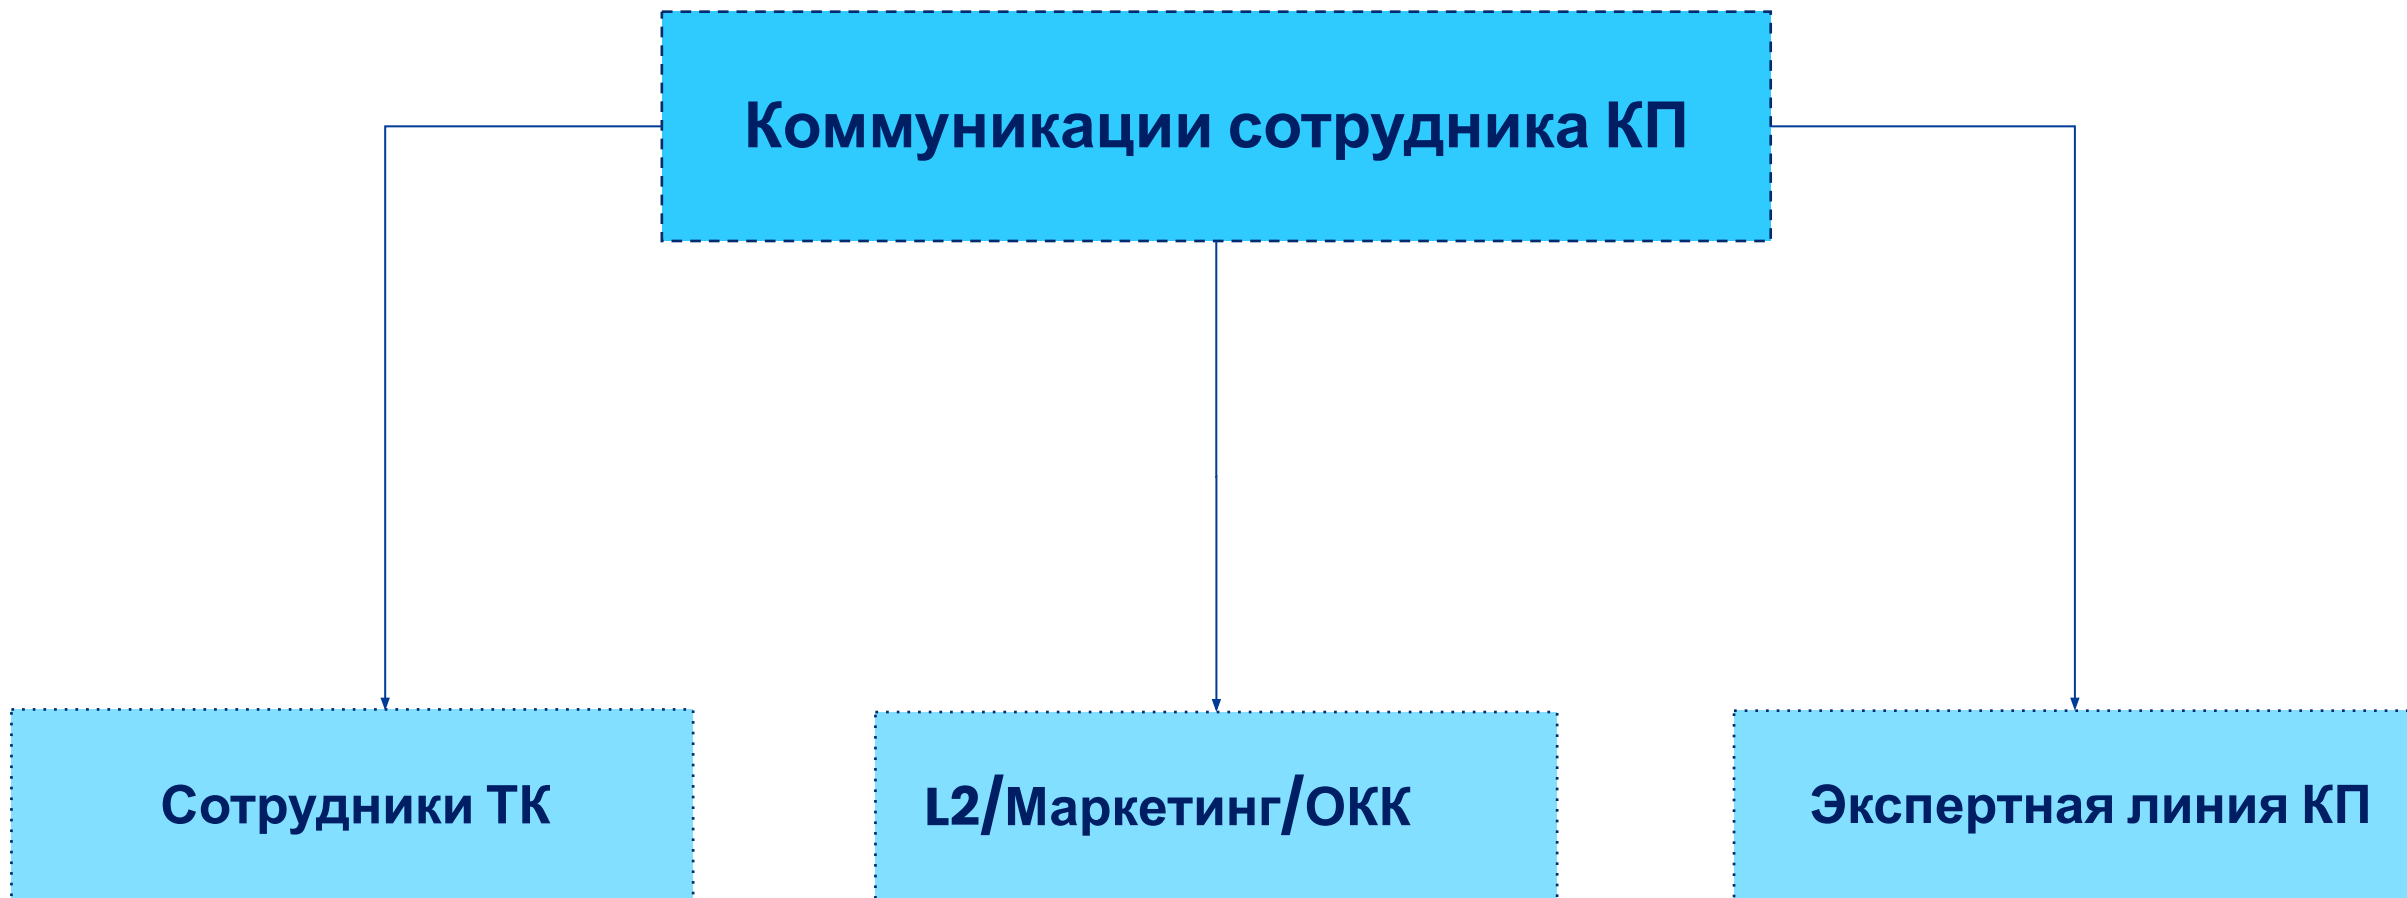 Коммуникации сотрудника КП
Сотрудники ТК
L2/Маркетинг/ОКК
Экспертная линия КП